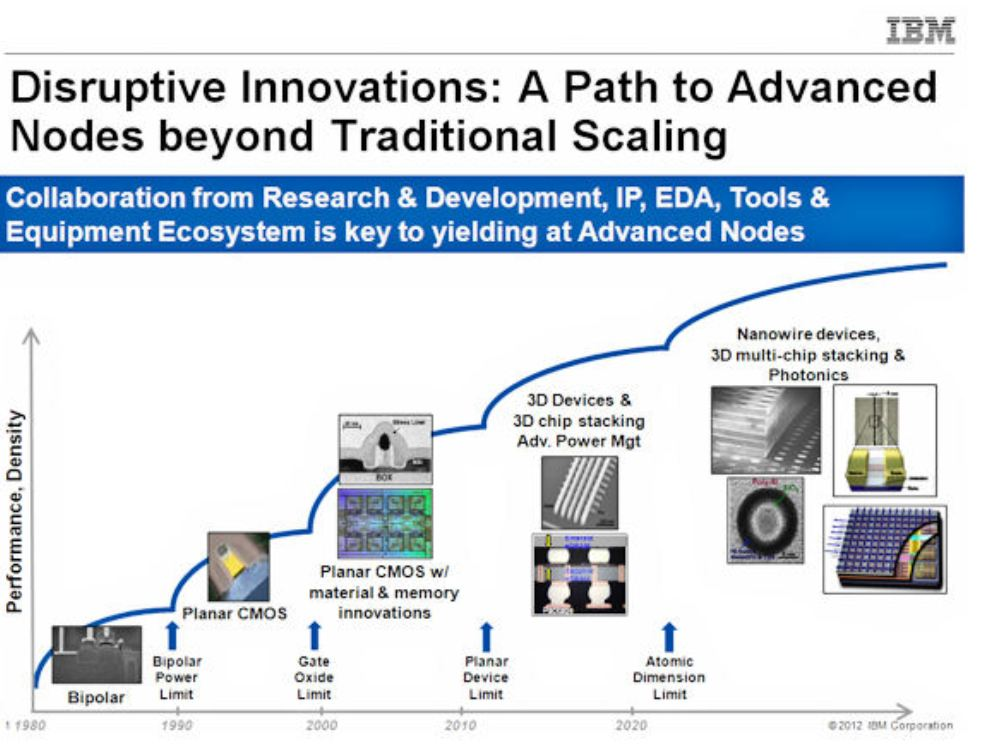 IBM
Disruptive Innovations: A Path to Advanced
Nodes beyond Traditional Scaling
Collaboration from Research & Development, IP, EDA, Tools &
Equipment Ecosystem is key to yielding at Advanced Nodes
Performance, Density
Nanowire devices,
3D multi-chip stacking &
Photonics
3D Devices &
3D chip stacking
Adv. Power Mgt
BOX
Planar CMOS w/
material & memory
innovations
Planar CMOS
Bipolar
Bipolar
Power
Limit
Gate
Oxide
Limit
Planar
Device
Limit
Atomic
Dimension
Limit
1980
1990
2000
2010
2020
©2012 IBM Corporation